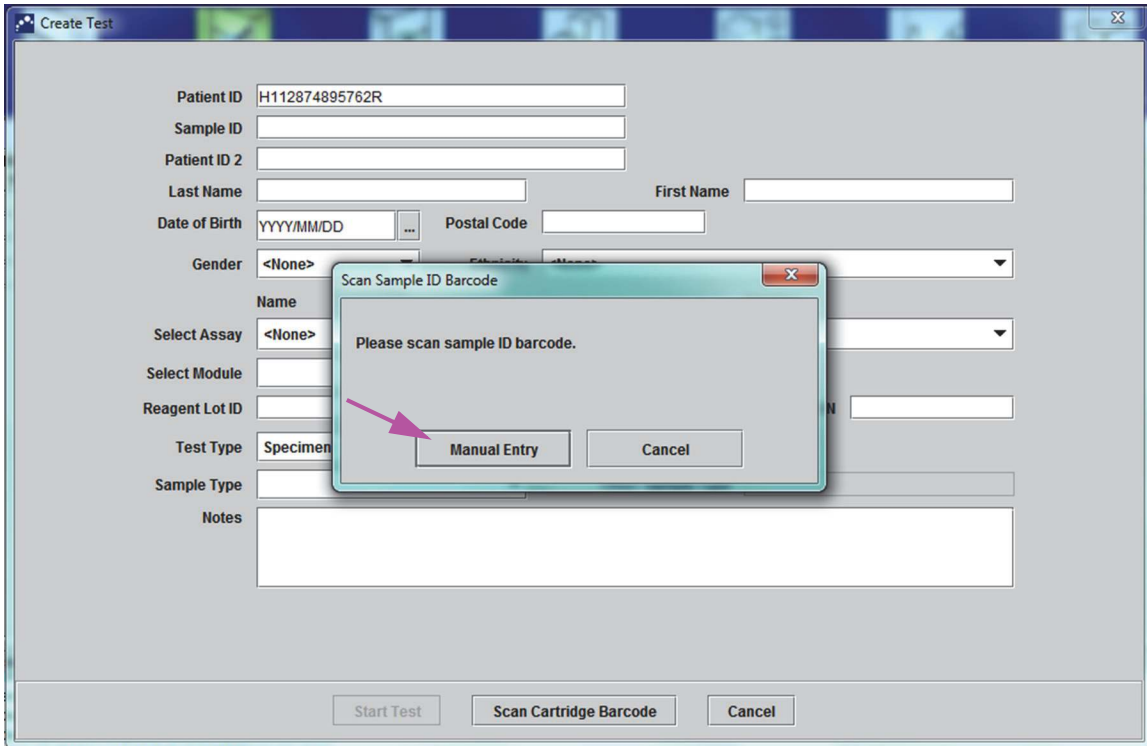 Create Test
Patient ID H112874895762R
Sample ID
Patient ID 2
Last Name First Name
Date of Birth YYYY/MM/DD ... Postal Code
Gender <None> Ethnicity <None>
Scan Sample ID Barcode
Name
Select Assay <None>
Please scan sample ID barcode.
Select Module
Reagent Lot ID
Test Type Specimen
Manual Entry Cancel
Sample Type
Notes
Start Test Scan Cartridge Barcode Cancel